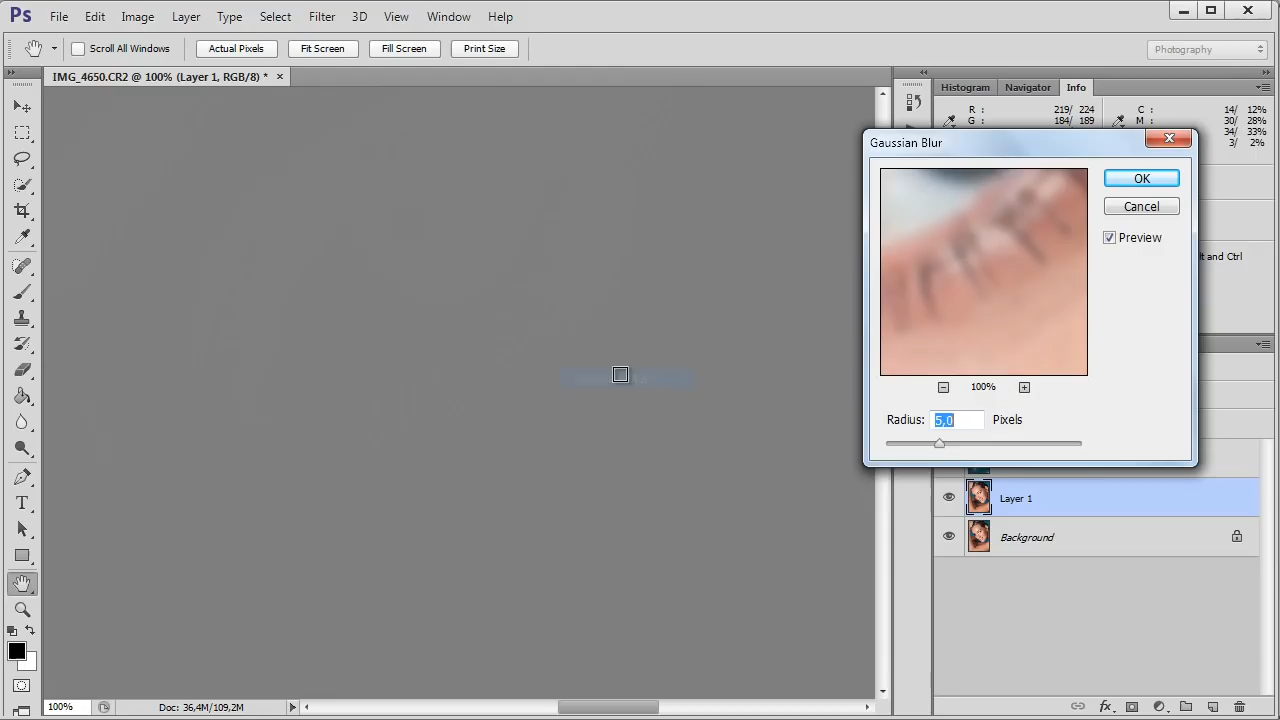 Ps File Edit Image Layer Type Select Filter 3D View Window Help
Scroll All Windows Actual Pixels Fit Screen Fill Screen Print Size Photography
IMG_4650.CR2 @ 100% (Layer 1, RGB/8) * ×
Histogram Navigator Info
R : 219/ 224 C : 14/ 12%
G : 184/ 189 M : 30/ 28%
34/ 33%
3/ 2%
Gaussian Blur
OK
Cancel
Preview
lt and Ctrl
100%
Radius: 5,0 Pixels
Layer 1
Background
T
fx
100% Doc: 36,4M/109,2M